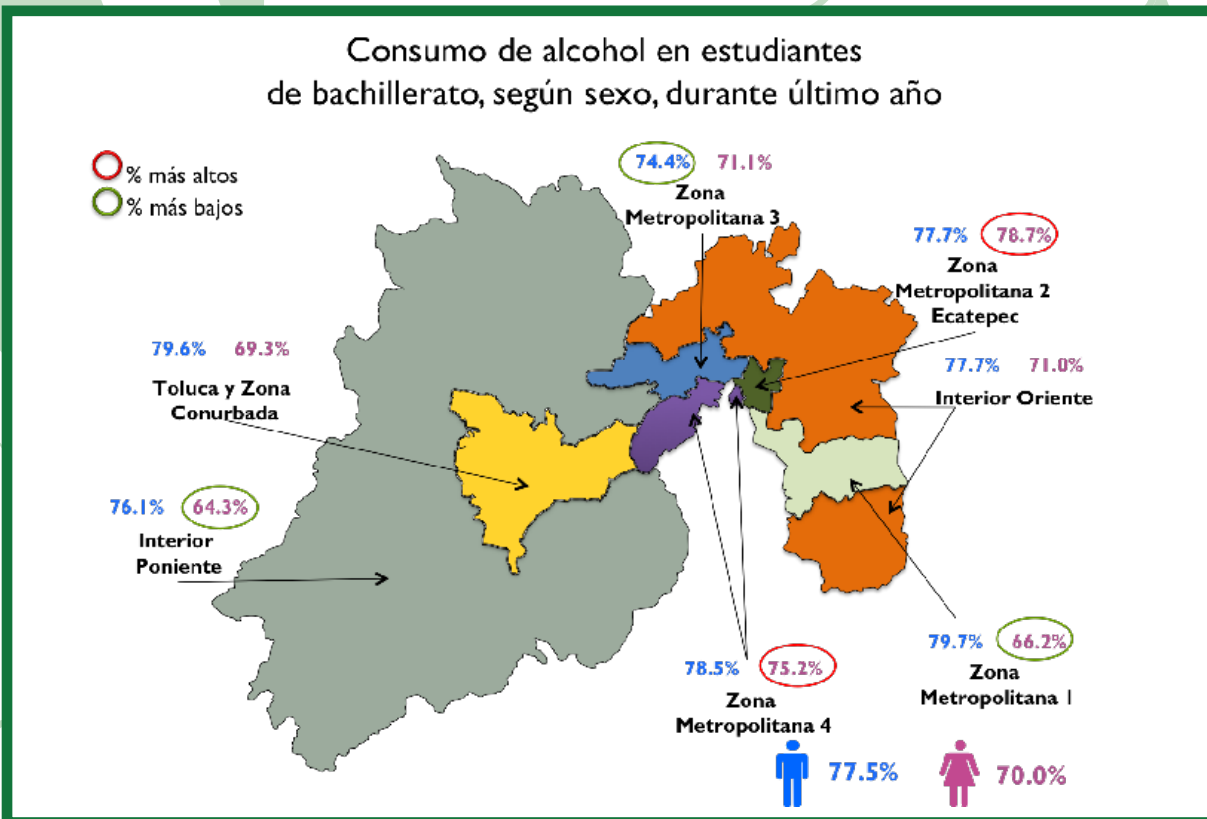 Consumo de alcohol en estudiantes
de bachillerato, según sexo, durante último año
% más altos
% más bajos
74.4% 71.1%
Zona
Metropolitana 3
77.7% 78.7%
Zona
Metropolitana 2
Ecatepec
79.6% 69.3%
Toluca y Zona
Conurbada
77.7% 71.0%
Interior Oriente
76.1% 64.3%
Interior
Poniente
79.7% 66.2%
Zona
Metropolitana 1
78.5% 75.2%
Zona
Metropolitana 4
77.5% 70.0%